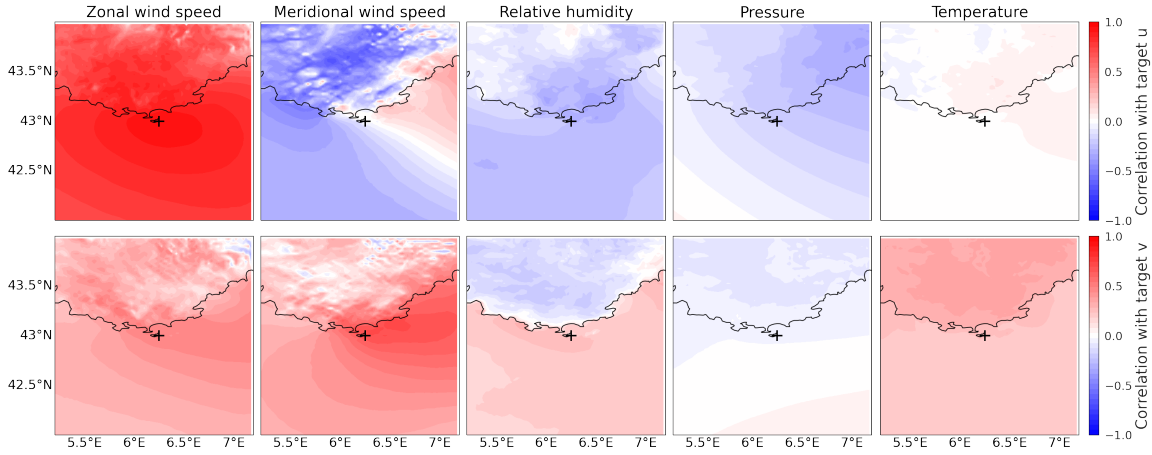 Zonal wind speed Meridional wind speed Relative humidity Pressure Temperature
43.5°N
43°N
42.5°N
1.0
0.5
0.0
−0.5
−1.0
Correlation with target u
43.5°N
43°N
42.5°N
5.5°E 6°E 6.5°E 7°E 5.5°E 6°E 6.5°E 7°E 5.5°E 6°E 6.5°E 7°E 5.5°E 6°E 6.5°E 7°E 5.5°E 6°E 6.5°E 7°E
1.0
0.5
0.0
−0.5
−1.0
Correlation with target v